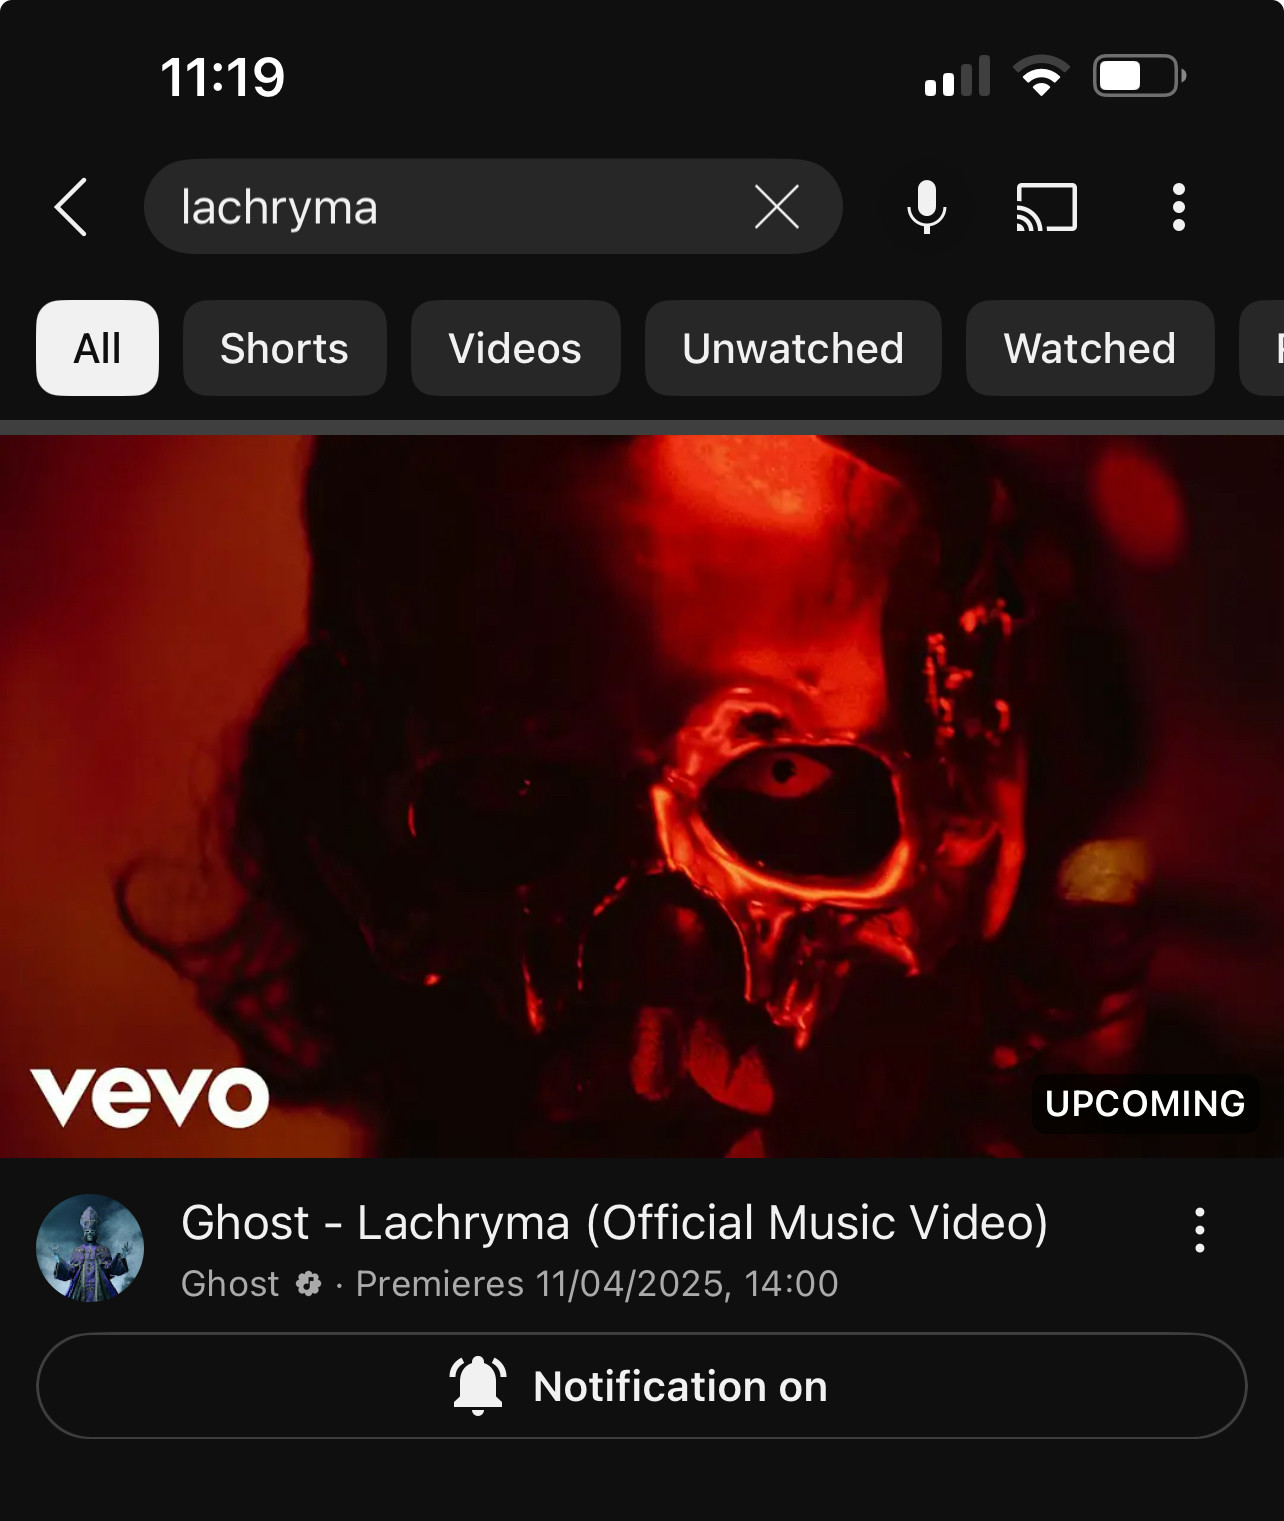 11:19
lachryma
All Shorts Videos Unwatched Watched
vevo
UPCOMING
Ghost - Lachryma (Official Music Video)
Ghost · Premieres 11/04/2025, 14:00
Notification on